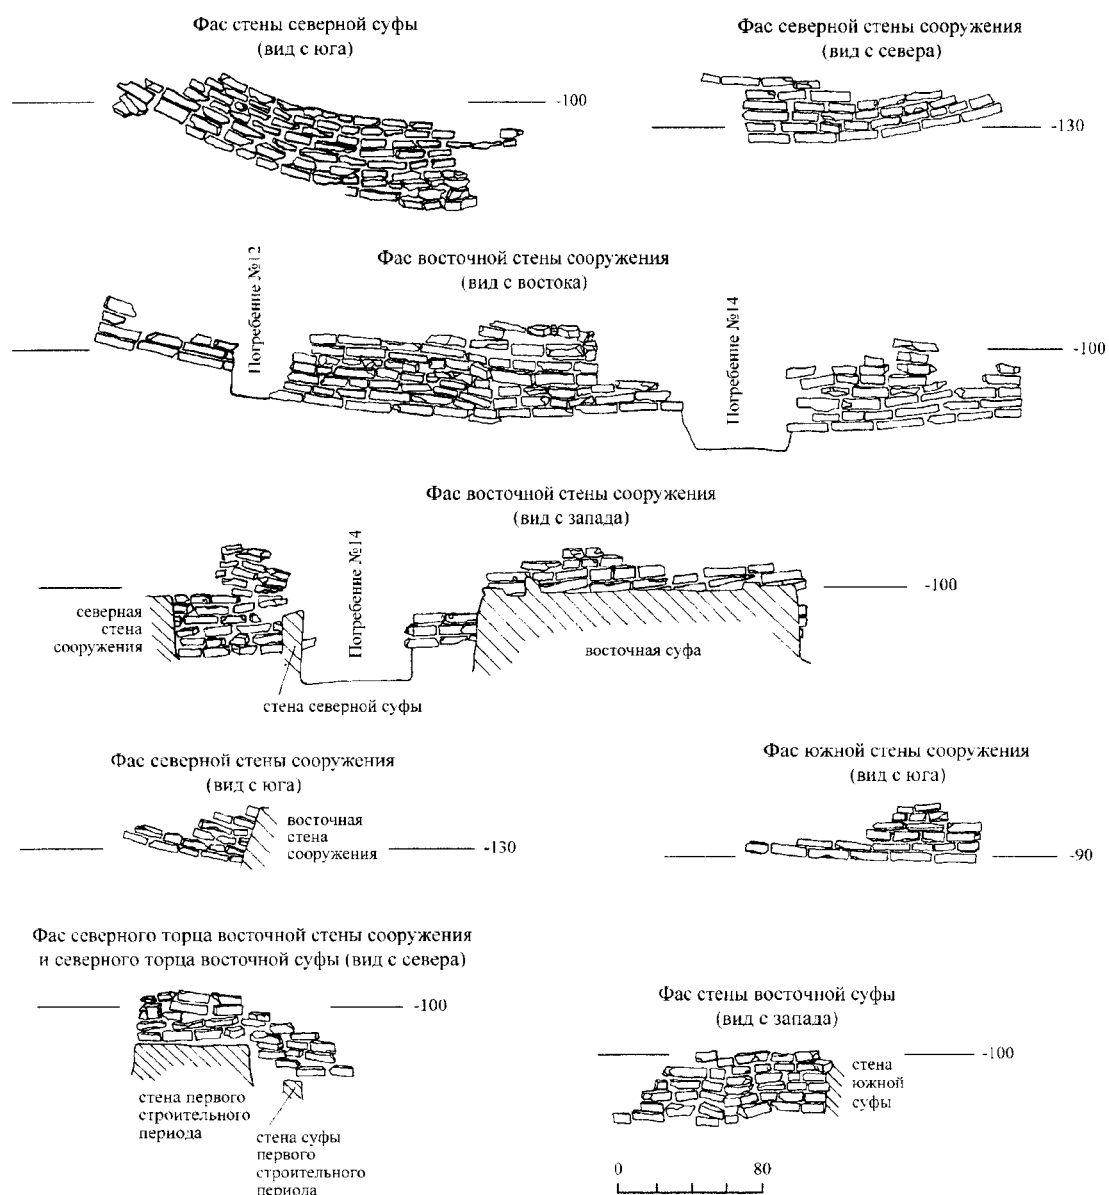 Фас стены северной суфы
(вид с юга)
-100
Фас северной стены сооружения
(вид с севера)
-130
Фас восточной стены сооружения
(вид с востока)
Погребение №12
Погребение №14
-100
Фас восточной стены сооружения
(вид с запада)
Погребение №14
-100
северная
стена
сооружения
восточная суфа
стена северной суфы
Фас северной стены сооружения
(вид с юга)
восточная
стена
сооружения
-130
Фас южной стены сооружения
(вид с юга)
-90
Фас северного торца восточной стены сооружения
и северного торца восточной суфы (вид с севера)
-100
стена первого
строительного
периода
стена суфы
первого
строительного
периода
Фас стены восточной суфы
(вид с запада)
-100
стена
южной
суфы
0 80